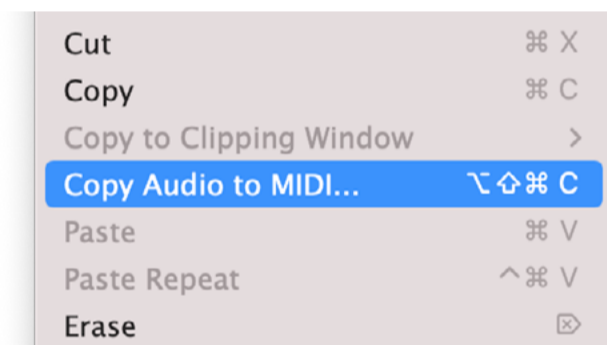 Cut ⌘ X
Copy ⌘ C
Copy to Clipping Window >
Copy Audio to MIDI... ⌥⇧⌘ C
Paste ⌘ V
Paste Repeat ^⌘ V
Erase ⌦